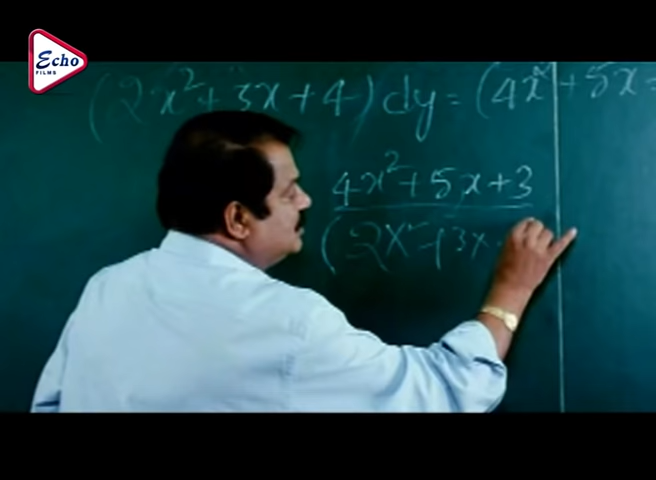 Echo
FILMS
(2x²+3x+4) dy = (4x²+5x=
4x²+5x+3
(2x²+3x